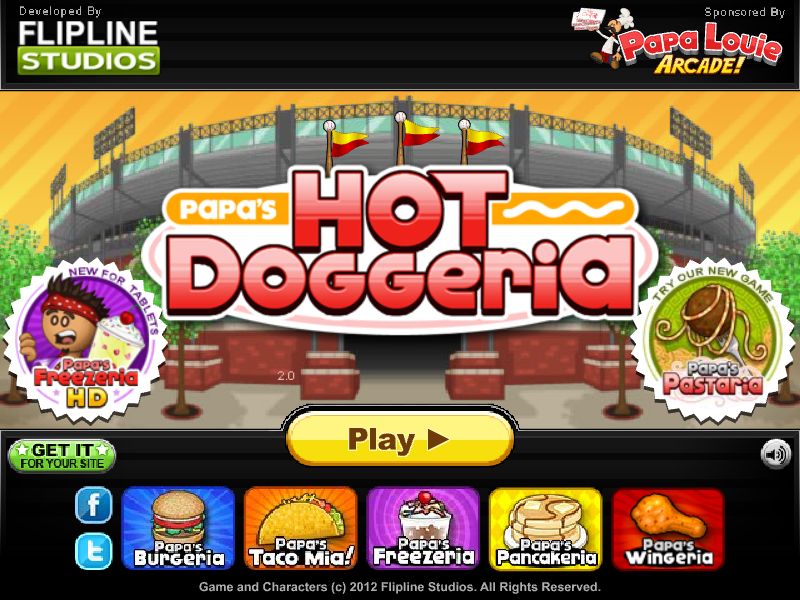 Developed By
FLIPLINE
STUDIOS
Sponsored By
Papa Louie
ARCADE!
PAPA'S
HOT
DOGGERIA
NEW FOR TABLETS
PAPA'S
FREEZERIA
HD
TRY OUR NEW GAME
PAPA'S
PASTARIA
2.0
Play
GET IT
FOR YOUR SITE
f
t
PAPA'S
BURGERIA
PAPA'S
TACO MIA!
PAPA'S
FREEZERIA
PAPA'S
PANCAKERIA
PAPA'S
WINGERIA
Game and Characters (c) 2012 Flipline Studios. All Rights Reserved.